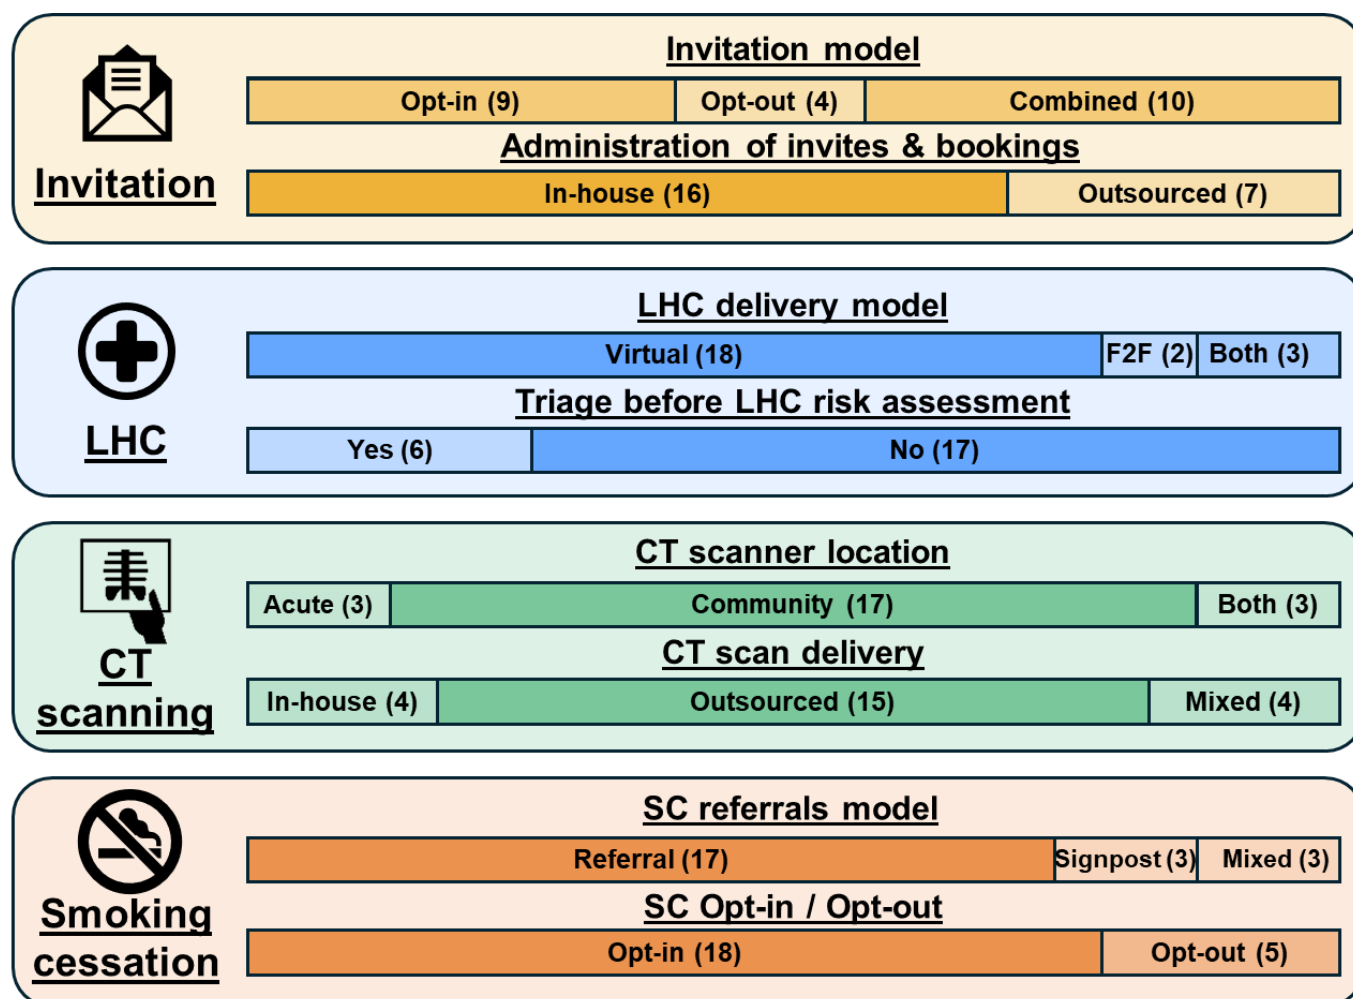 Invitation
Invitation model
Opt-in (9) Opt-out (4) Combined (10)
Administration of invites & bookings
In-house (16) Outsourced (7)
LHC
LHC delivery model
Virtual (18) F2F (2) Both (3)
Triage before LHC risk assessment
Yes (6) No (17)
CT
scanning
CT scanner location
Acute (3) Community (17) Both (3)
CT scan delivery
In-house (4) Outsourced (15) Mixed (4)
Smoking
cessation
SC referrals model
Referral (17) Signpost (3) Mixed (3)
SC Opt-in / Opt-out
Opt-in (18) Opt-out (5)